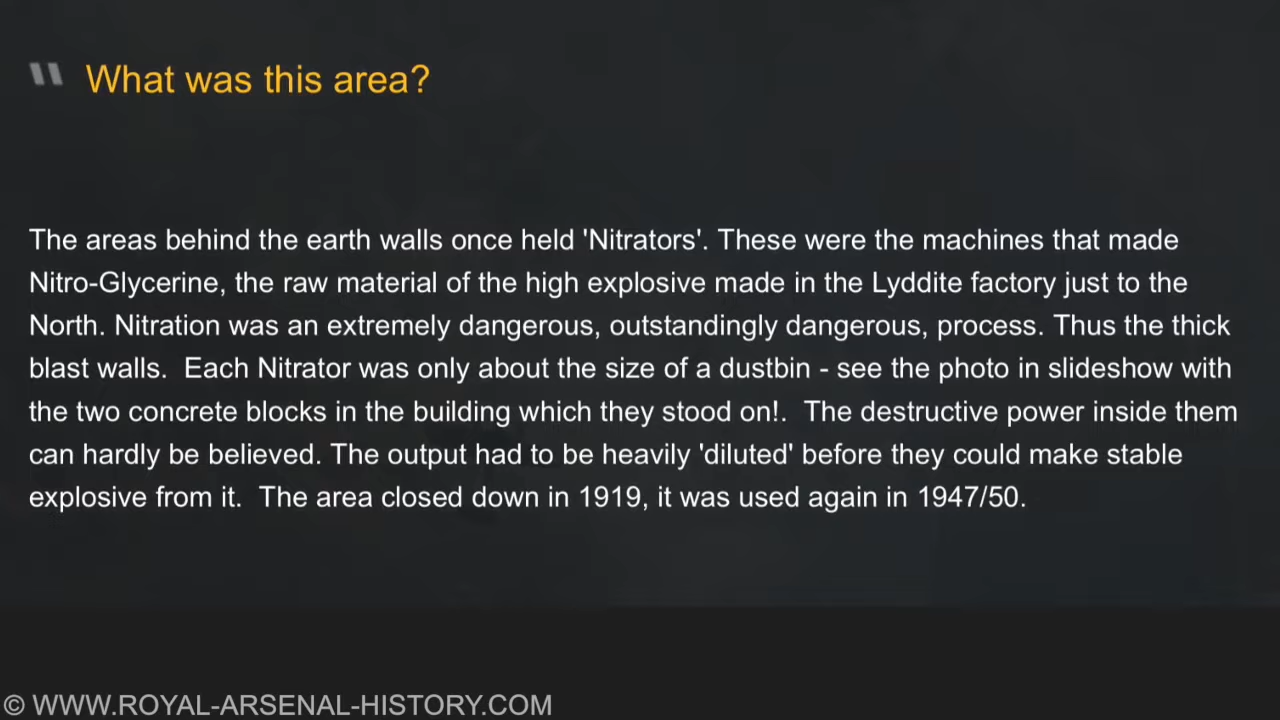 " What was this area?
The areas behind the earth walls once held 'Nitrators'. These were the machines that made
Nitro-Glycerine, the raw material of the high explosive made in the Lyddite factory just to the
North. Nitration was an extremely dangerous, outstandingly dangerous, process. Thus the thick
blast walls.  Each Nitrator was only about the size of a dustbin - see the photo in slideshow with
the two concrete blocks in the building which they stood on!.  The destructive power inside them
can hardly be believed. The output had to be heavily 'diluted' before they could make stable
explosive from it.  The area closed down in 1919, it was used again in 1947/50.
© WWW.ROYAL-ARSENAL-HISTORY.COM